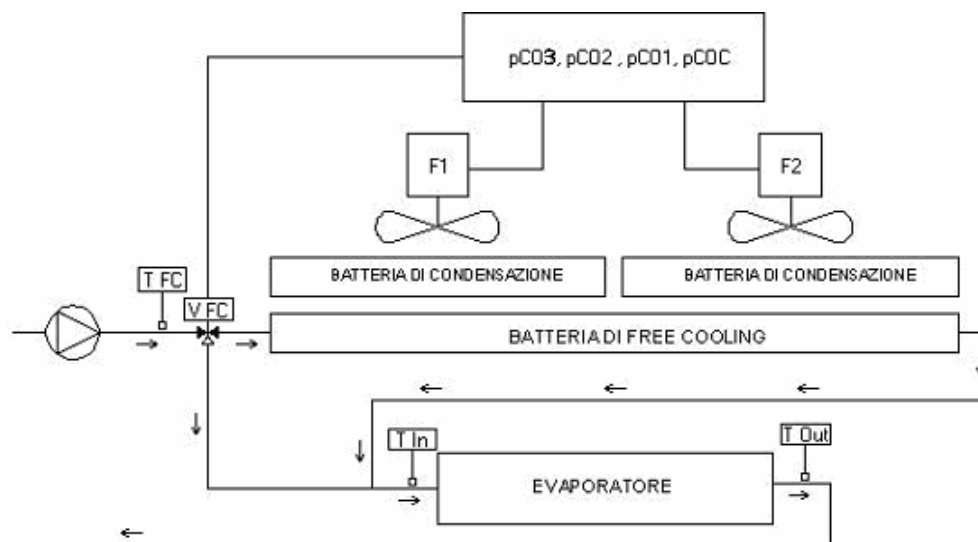 pCO3, pCO2 , pCO1, pCOC
F1
F2
BATTERIA DI CONDENSAZIONE
BATTERIA DI CONDENSAZIONE
T FC
V FC
BATTERIA DI FREE COOLING
T In
T Out
EVAPORATORE